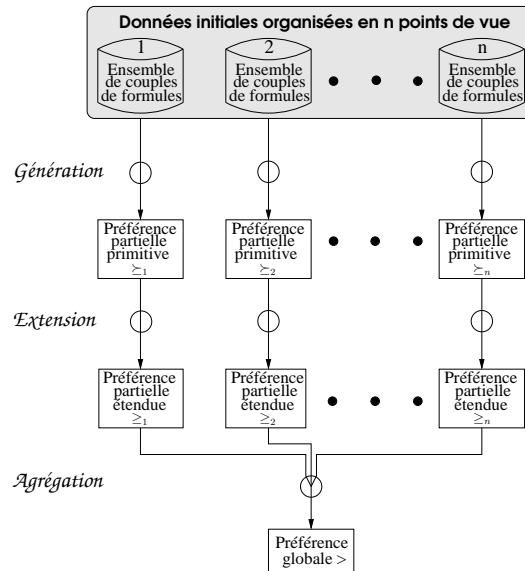 Données initiales organisées en n points de vue
1
2
n
Ensemble
de couples
de formules
Ensemble
de couples
de formules
Ensemble
de couples
de formules
Génération
Préférence
partielle
primitive
≽1
Préférence
partielle
primitive
≽2
Préférence
partielle
primitive
≽n
Extension
Préférence
partielle
étendue
≥1
Préférence
partielle
étendue
≥2
Préférence
partielle
étendue
≥n
Agrégation
Préférence
globale >